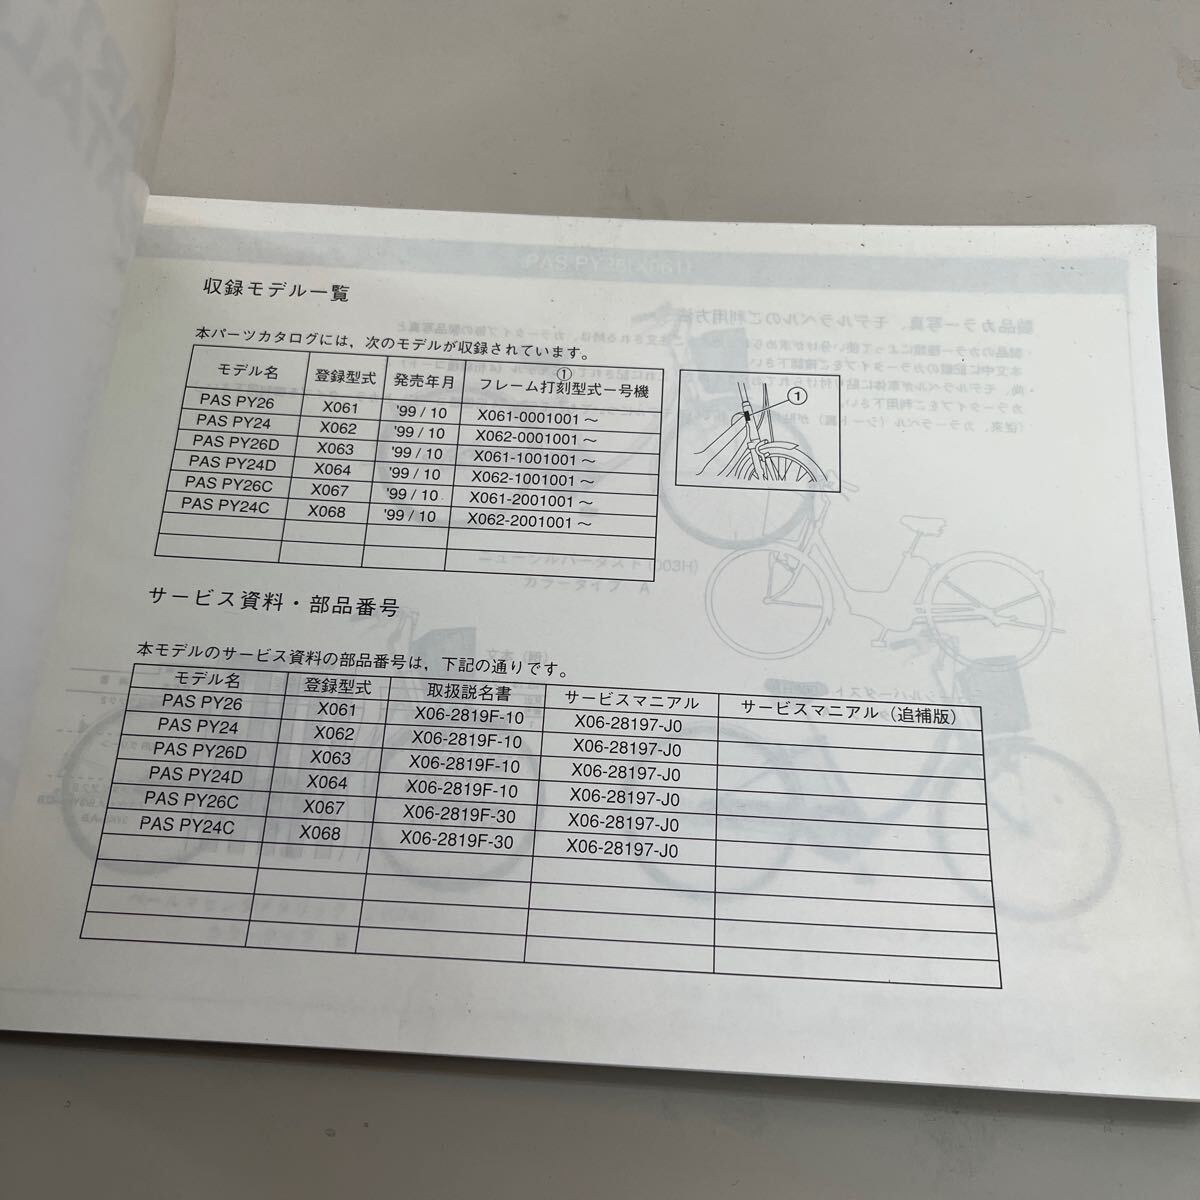 収録モデル一覧
本パーツカタログには、次のモデルが収録されています。
モデル名 登録型式 発売年月 ①フレーム打刻型式一号機
PAS PY26 X061 '99/10 X061-0001001～
PAS PY24 X062 '99/10 X062-0001001～
PAS PY26D X063 '99/10 X061-1001001～
PAS PY24D X064 '99/10 X062-1001001～
PAS PY26C X067 '99/10 X061-2001001～
PAS PY24C X068 '99/10 X062-2001001～
①
サービス資料・部品番号
本モデルのサービス資料の部品番号は、下記の通りです。
モデル名 登録型式 取扱説名書 サービスマニアル サービスマニアル（追補版）
PAS PY26 X061 X06-2819F-10 X06-28197-J0
PAS PY24 X062 X06-2819F-10 X06-28197-J0
PAS PY26D X063 X06-2819F-10 X06-28197-J0
PAS PY24D X064 X06-2819F-10 X06-28197-J0
PAS PY26C X067 X06-2819F-30 X06-28197-J0
PAS PY24C X068 X06-2819F-30 X06-28197-J0